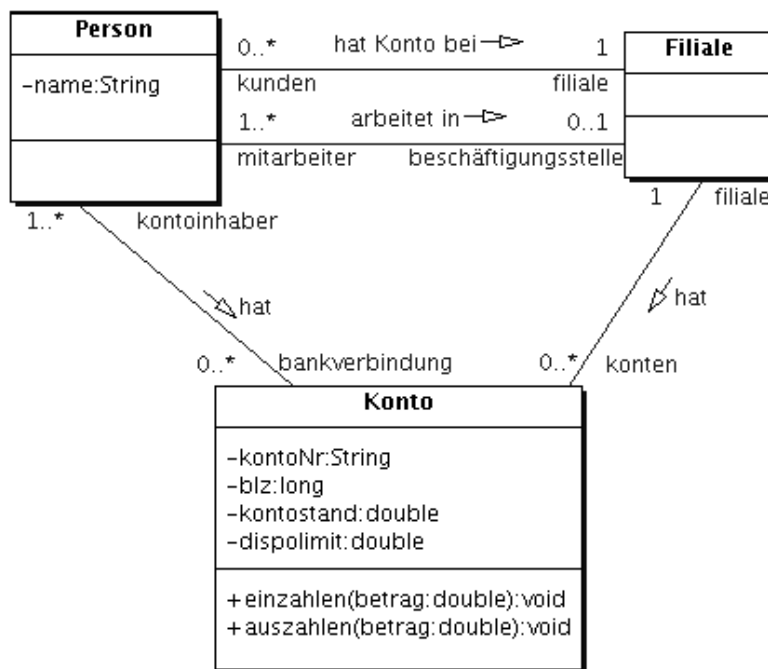 Person
-name:String
0..* hat Konto bei 1
kunden filiale
1..* arbeitet in 0..1
mitarbeiter beschäftigungsstelle
Filiale
1..* kontoinhaber
1 filiale
hat
hat
0..* bankverbindung
0..* konten
Konto
-kontoNr:String
-blz:long
-kontostand:double
-dispolimit:double
+einzahlen(betrag:double):void
+auszahlen(betrag:double):void